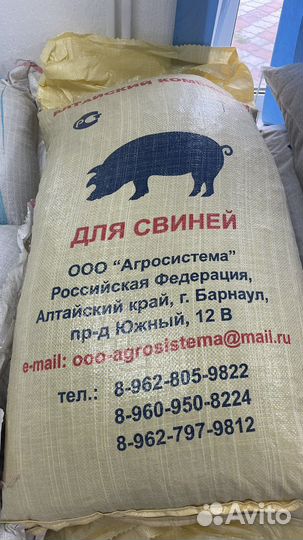 АЛТАЙСКИЙ
РС
ДЛЯ СВИНЕЙ
ООО "Агросистема"
Российская Федерация,
Алтайский край, г. Барнаул,
пр-д Южный, 12 В
e-mail: ooo-agrosistema@mail.ru
тел.: 8-962-805-9822
8-960-950-8224
8-962-797-9812
Avito